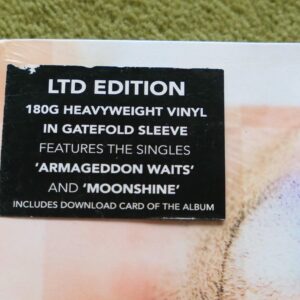 LTD EDITION
180G HEAVYWEIGHT VINYL
IN GATEFOLD SLEEVE
FEATURES THE SINGLES
‘ARMAGEDDON WAITS’
AND ‘MOONSHINE’
INCLUDES DOWNLOAD CARD OF THE ALBUM